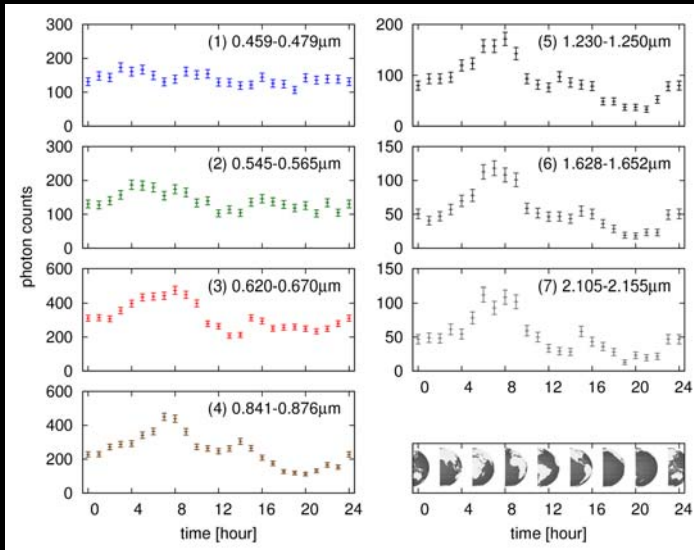 300
200
100
0
(1) 0.459-0.479μm
300
200
100
0
(2) 0.545-0.565μm
600
400
200
0
(3) 0.620-0.670μm
600
400
200
0
(4) 0.841-0.876μm
0 4 8 12 16 20 24
time [hour]
photon counts
200
100
0
(5) 1.230-1.250μm
150
100
50
0
(6) 1.628-1.652μm
150
100
50
0
(7) 2.105-2.155μm
0 4 8 12 16 20 24
0 4 8 12 16 20 24
time [hour]